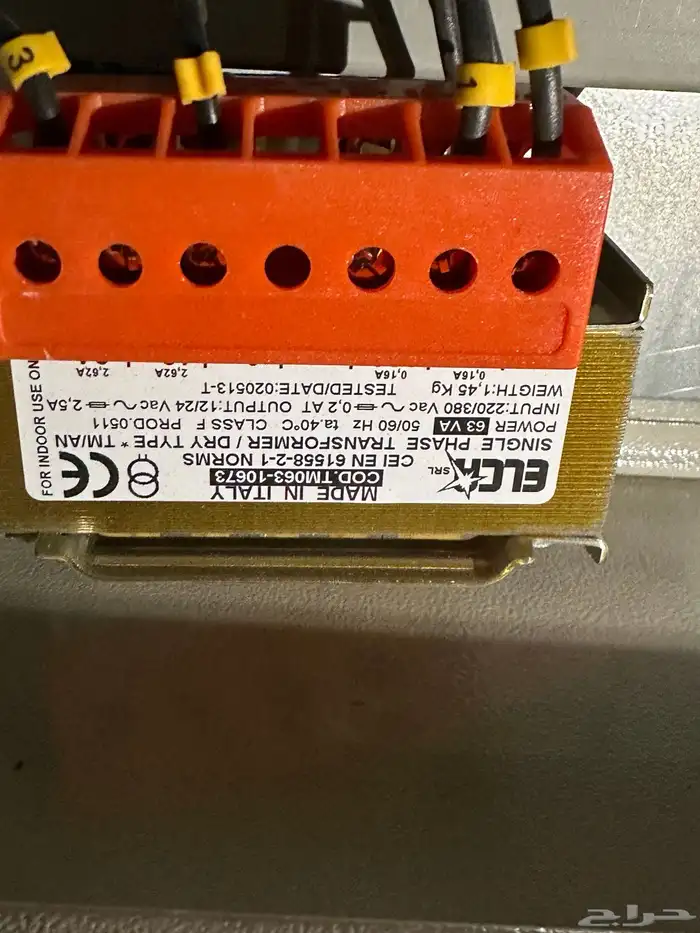 3
1
MADE IN ITALY
COD.TM063-10673
CEI EN 61558-2-1 NORMS
ELCA SRL
CE
SINGLE PHASE TRANSFORMER / DRY TYPE * TM/AN
POWER 63 VA 50/60 Hz ta.40°C CLASS F PROD.0511
INPUT:220/380 Vac 0,2 AT OUTPUT:12/24 Vac 2,5A
WEIGTH:1,45 Kg TESTED/DATE:020513-T
0,16A 0,16A 2,62A 2,62A
FOR INDOOR USE ON
حراج